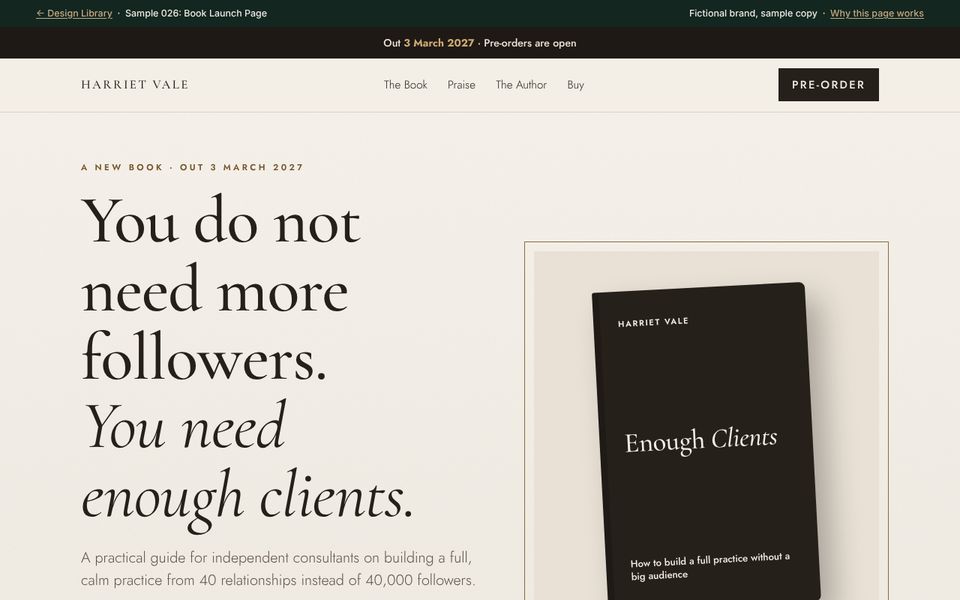 ← Design Library · Sample 026: Book Launch Page
Fictional brand, sample copy · Why this page works
Out 3 March 2027 · Pre-orders are open
HARRIET VALE
The Book
Praise
The Author
Buy
PRE-ORDER
A NEW BOOK · OUT 3 MARCH 2027
You do not
need more
followers.
You need
enough clients.
A practical guide for independent consultants on building a full,
calm practice from 40 relationships instead of 40,000 followers.
HARRIET VALE
Enough Clients
How to build a full practice without a
big audience